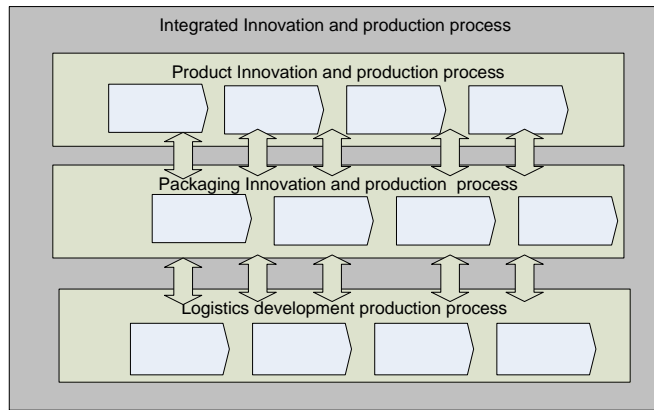 Integrated Innovation and production process
Product Innovation and production process
Packaging Innovation and production process
Logistics development production process